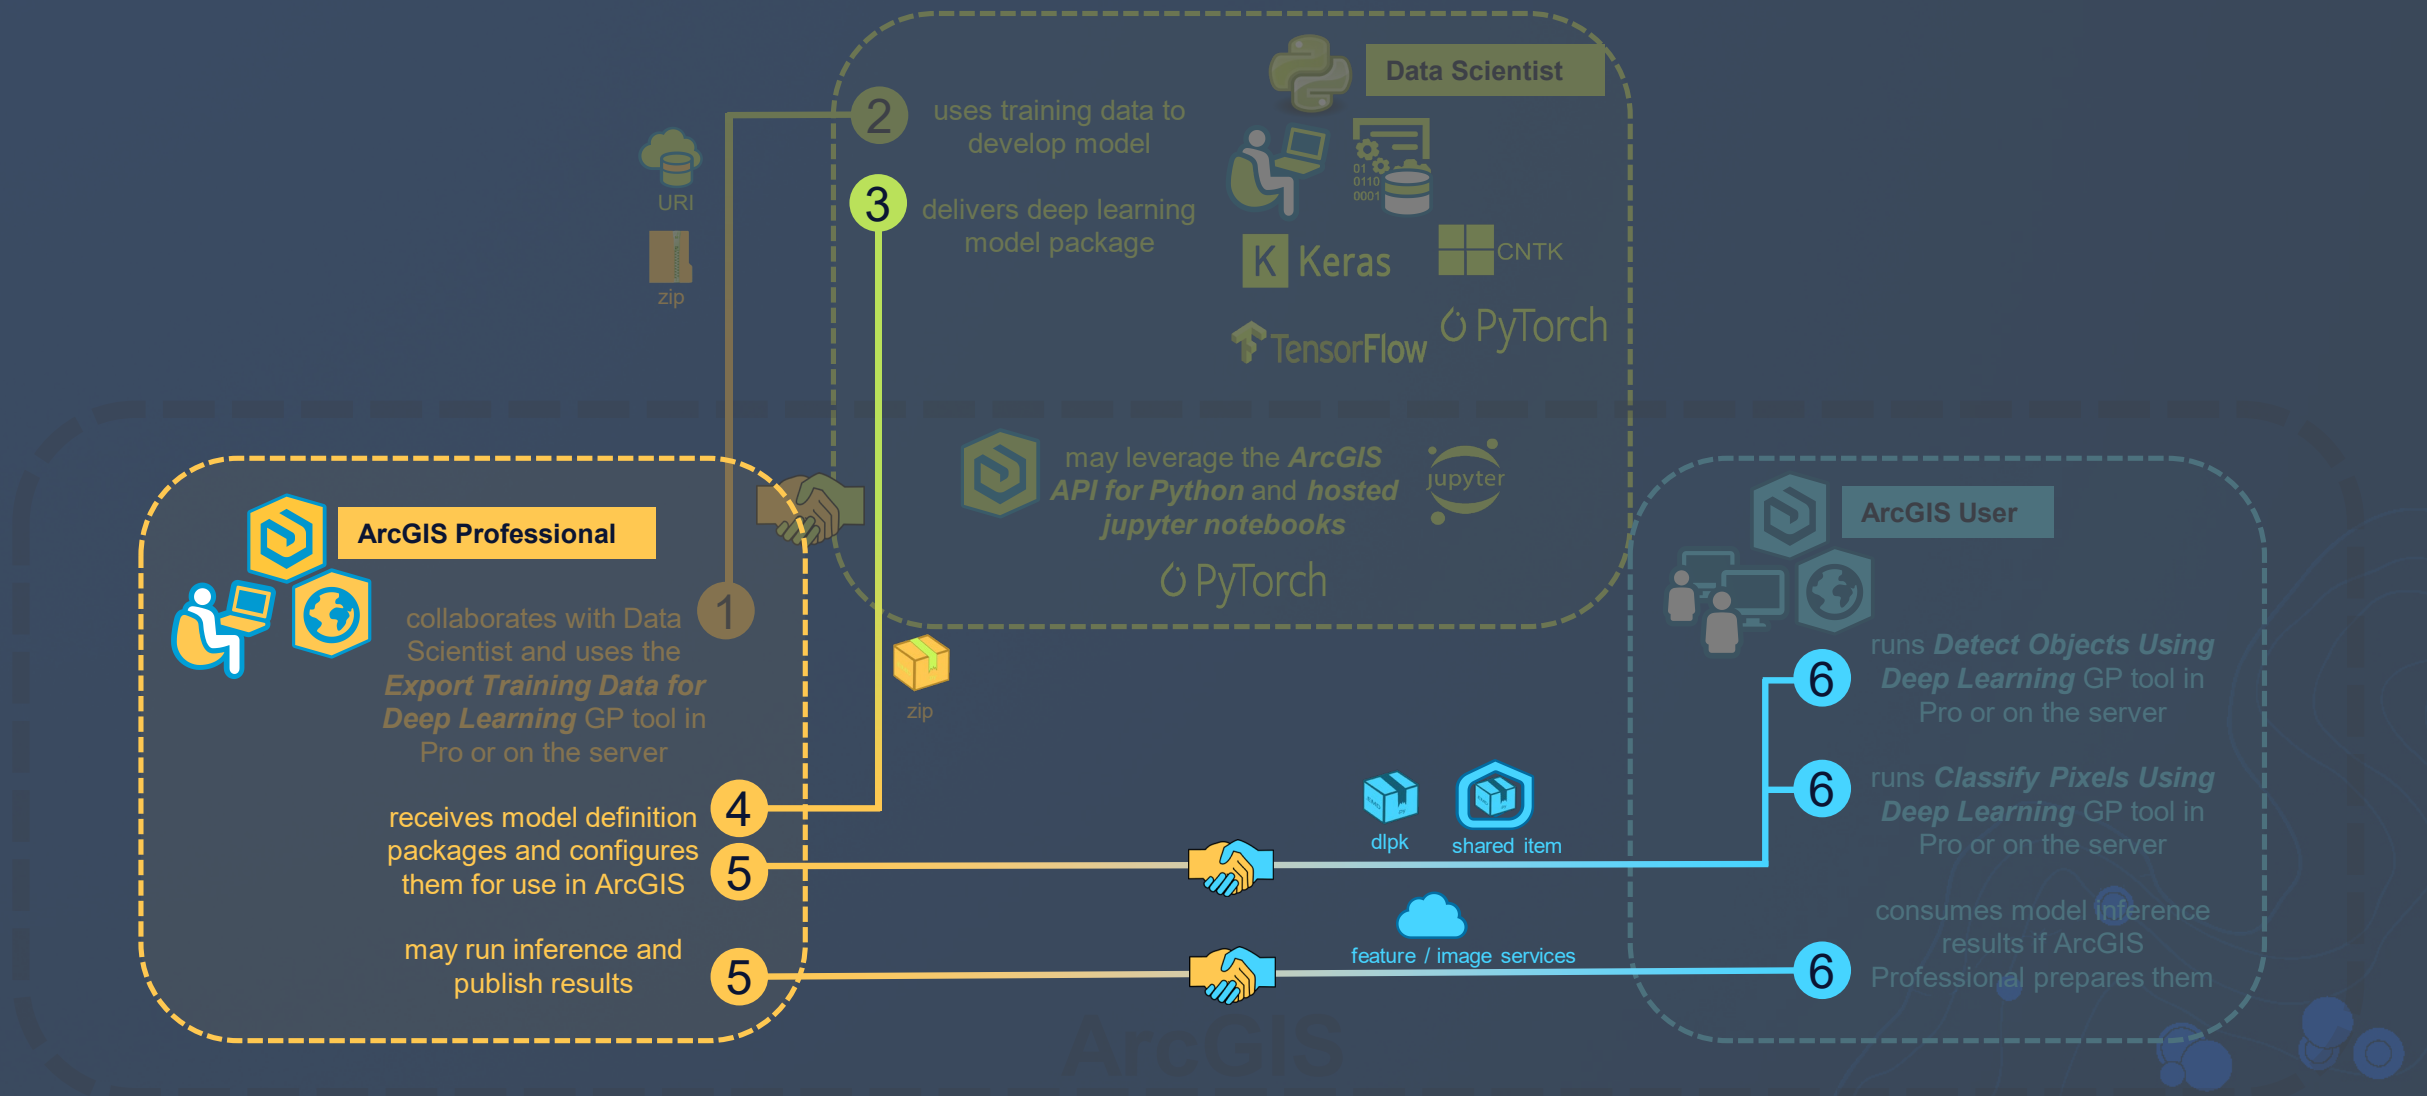 Data Scientist
2
uses training data to
develop model
URI
zip
3
delivers deep learning
model package
01
0110
0001
K Keras
CNTK
TensorFlow
PyTorch
may leverage the ArcGIS
API for Python and hosted
jupyter notebooks
jupyter
PyTorch
ArcGIS Professional
1
collaborates with Data
Scientist and uses the
Export Training Data for
Deep Learning GP tool in
Pro or on the server
zip
4
receives model definition
packages and configures
them for use in ArcGIS
5
may run inference and
publish results
5
dlpk
shared item
feature / image services
ArcGIS User
6
runs Detect Objects Using
Deep Learning GP tool in
Pro or on the server
6
runs Classify Pixels Using
Deep Learning GP tool in
Pro or on the server
6
consumes model inference
results if ArcGIS
Professional prepares them
ArcGIS